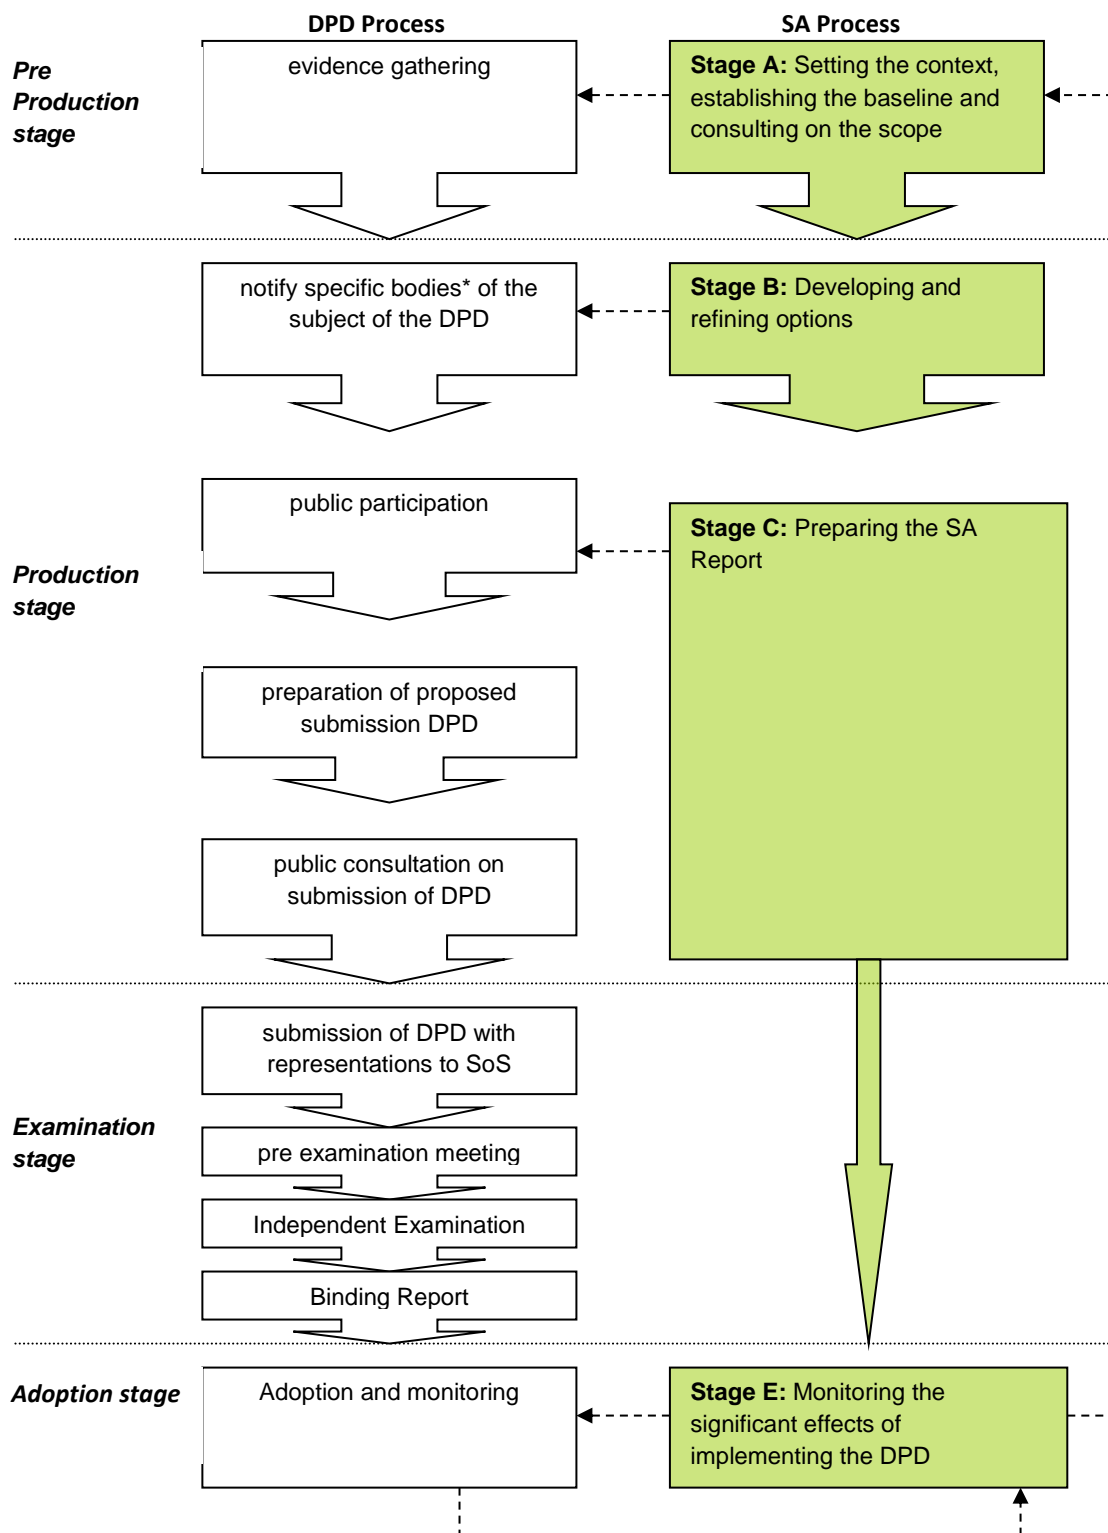 DPD Process
SA Process
Pre
Production
stage
evidence gathering
Stage A: Setting the context,
establishing the baseline and
consulting on the scope
notify specific bodies* of the
subject of the DPD
Stage B: Developing and
refining options
Production
stage
public participation
Stage C: Preparing the SA
Report
preparation of proposed
submission DPD
public consultation on
submission of DPD
Examination
stage
submission of DPD with
representations to SoS
pre examination meeting
Independent Examination
Binding Report
Adoption stage
Adoption and monitoring
Stage E: Monitoring the
significant effects of
implementing the DPD